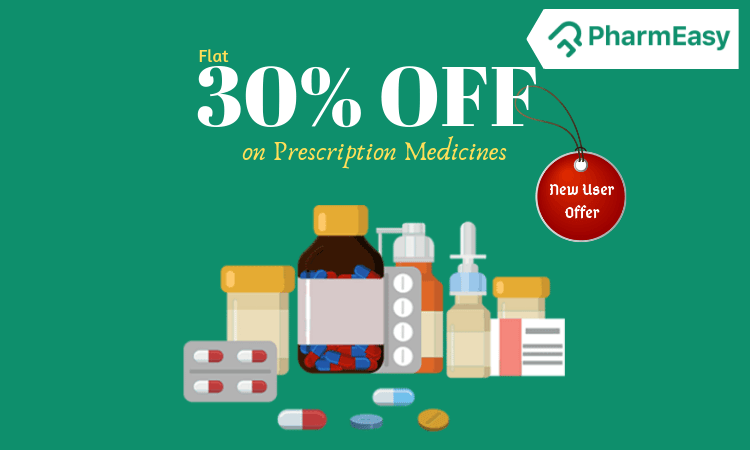 PharmEasy
Flat
30% OFF
on Prescription Medicines
New User
Offer